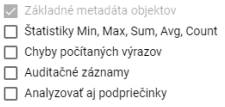 Základné metadáta objektov
Štatistiky Min, Max, Sum, Avg, Count
Chyby počítaných výrazov
Auditačné záznamy
Analyzovať aj podpriečinky